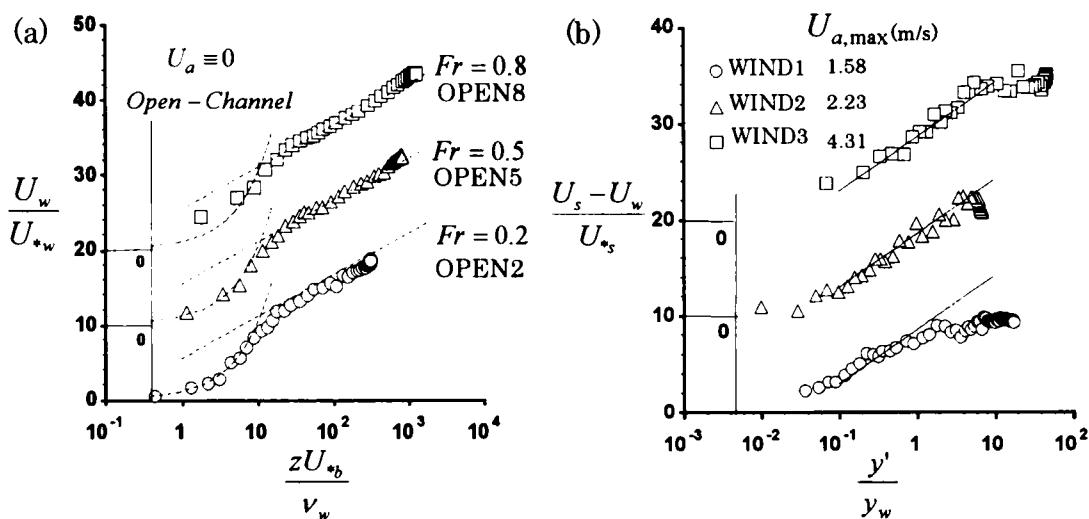 (a)
50
40
30
20
10
0
0
0
U_w
U_{*w}
U_a ≡ 0
Open – Channel
Fr = 0.8
OPEN8
Fr = 0.5
OPEN5
Fr = 0.2
OPEN2
10^{-1} 1 10^1 10^2 10^3 10^4
zU_{*b}
ν_w
(b)
40
30
20
10
0
0
0
U_s – U_w
U_{*s}
U_{a,max} (m/s)
WIND1 1.58
WIND2 2.23
WIND3 4.31
10^{-3} 10^{-2} 10^{-1} 1 10 10^2
y'
y_w